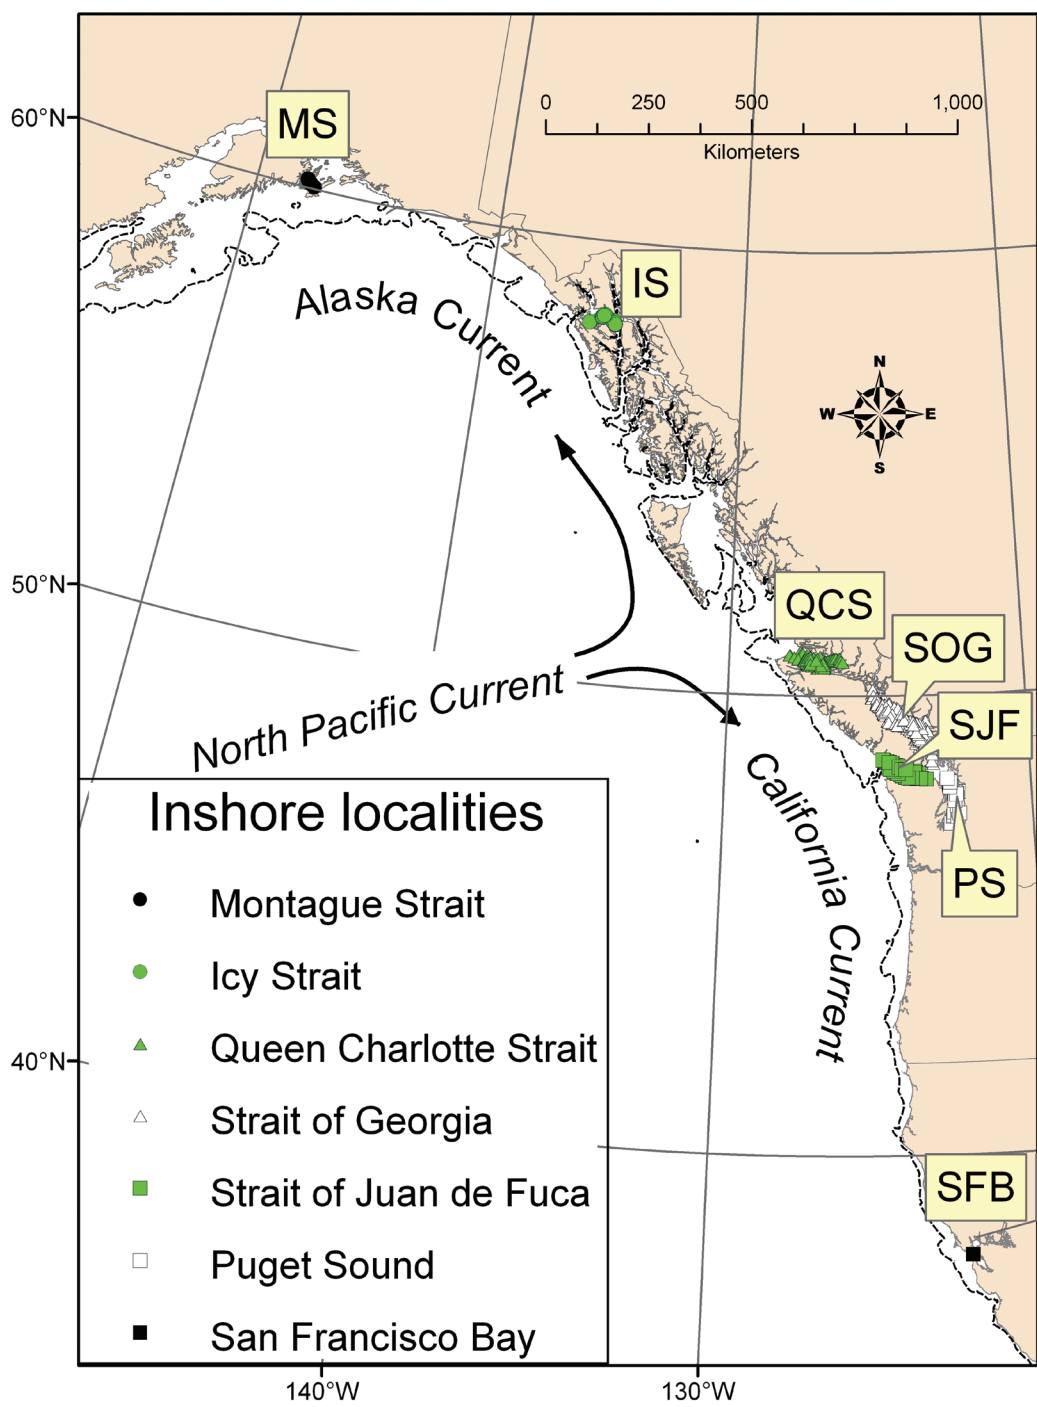 0 250 500 1,000
Kilometers
60°N
MS
IS
Alaska Current
N
W E
S
50°N
QCS
SOG
North Pacific Current
SJF
California Current
PS
Inshore localities
Montague Strait
Icy Strait
Queen Charlotte Strait
40°N
Strait of Georgia
Strait of Juan de Fuca
SFB
Puget Sound
San Francisco Bay
140°W
130°W